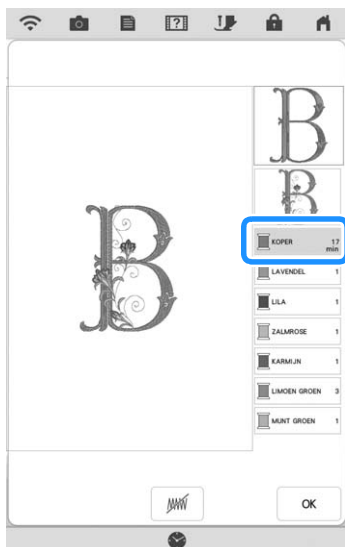 KOPER 17
min
LAVENDEL 1
LILA 1
ZALMROSE 1
KARMIJN 1
LIMOEN GROEN 3
MUNT GROEN 1
OK